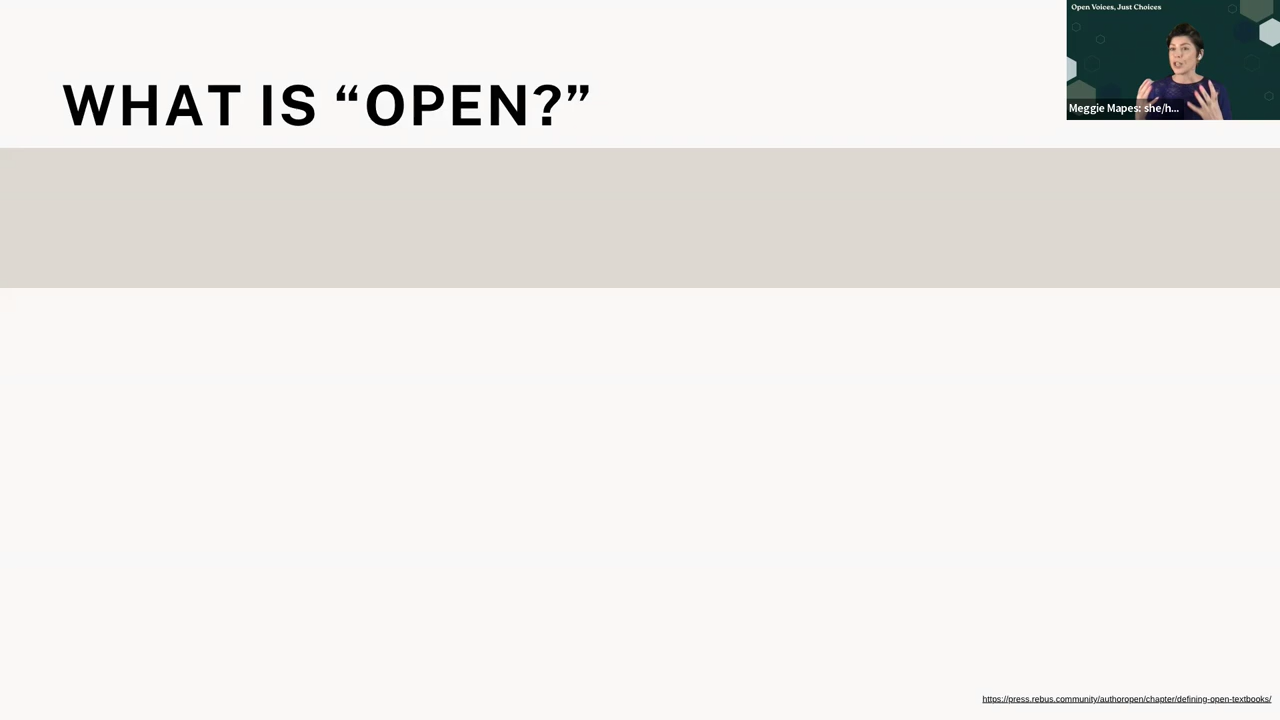 Open Voices, Just Choices
WHAT IS “OPEN?”
Meggie Mapes: she/h...
https://press.rebus.community/authoropen/chapter/defining-open-textbooks/